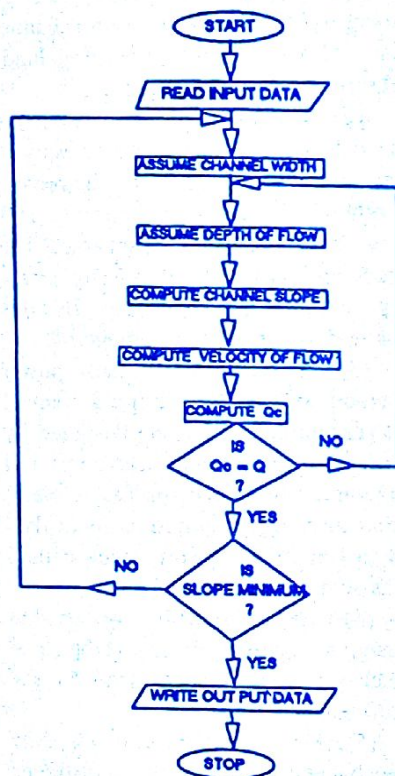 START
READ INPUT DATA
ASSUME CHANNEL WIDTH
ASSUME DEPTH OF FLOW
COMPUTE CHANNEL SLOPE
COMPUTE VELOCITY OF FLOW
COMPUTE Qc
IS
Qc = Q
?
NO
YES
NO
IS
SLOPE MINIMUM
?
YES
WRITE OUT PUT DATA
STOP